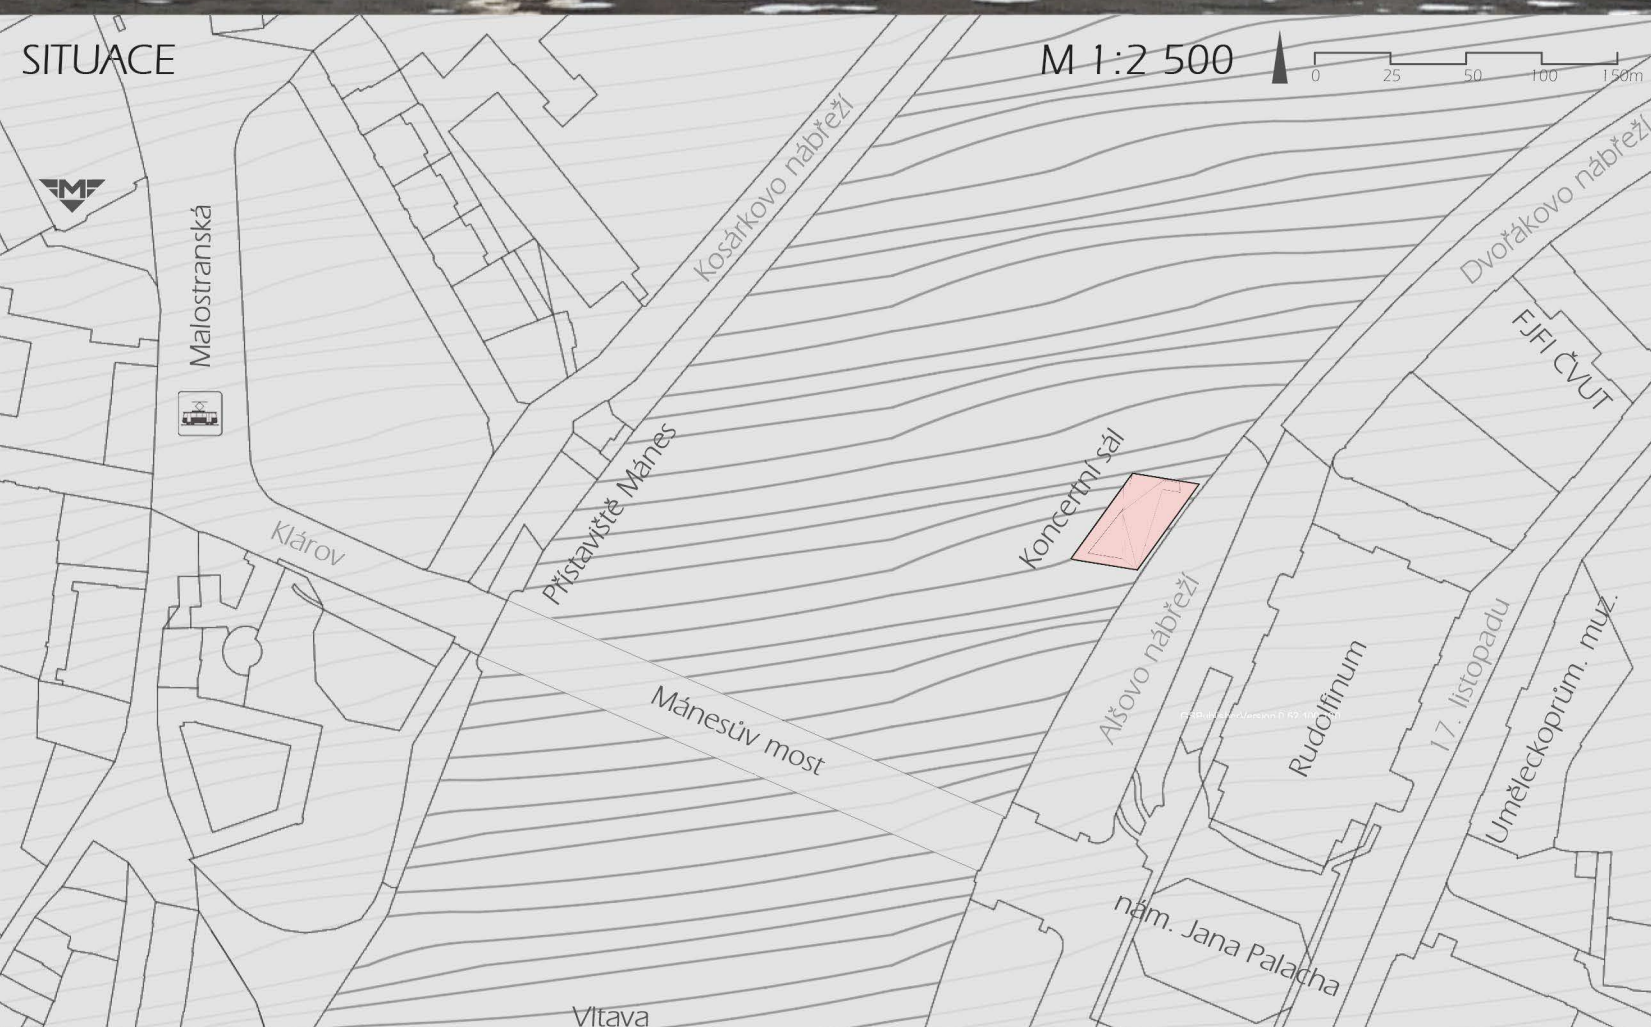 SITUACE
M 1:2 500
0 25 50 100 150m
Kosárkovo nábřeží
Dvořákovo nábřeží
M
Malostranská
FJFI ČVUT
Koncertní sál
Přístaviště Mánes
Klárov
Alšovo nábřeží
Rudolfinum
17. listopadu
Uměleckoprům. muz.
Mánesův most
nám. Jana Palacha
Vltava